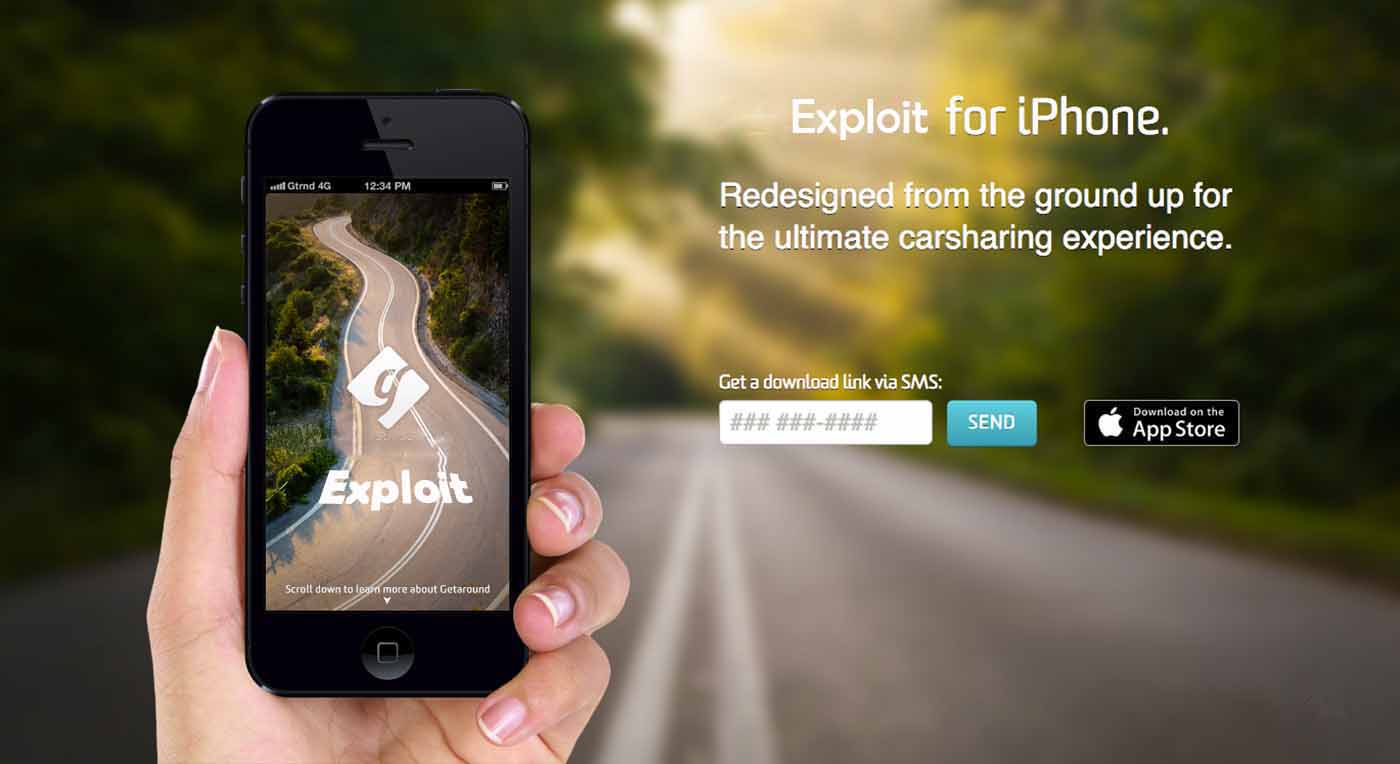 Exploit for iPhone.
Redesigned from the ground up for
the ultimate carsharing experience.
Get a download link via SMS:
### ###-####
SEND
Download on the
App Store
Gtrnd 4G 12:34 PM
g
Exploit
Scroll down to learn more about Getaround